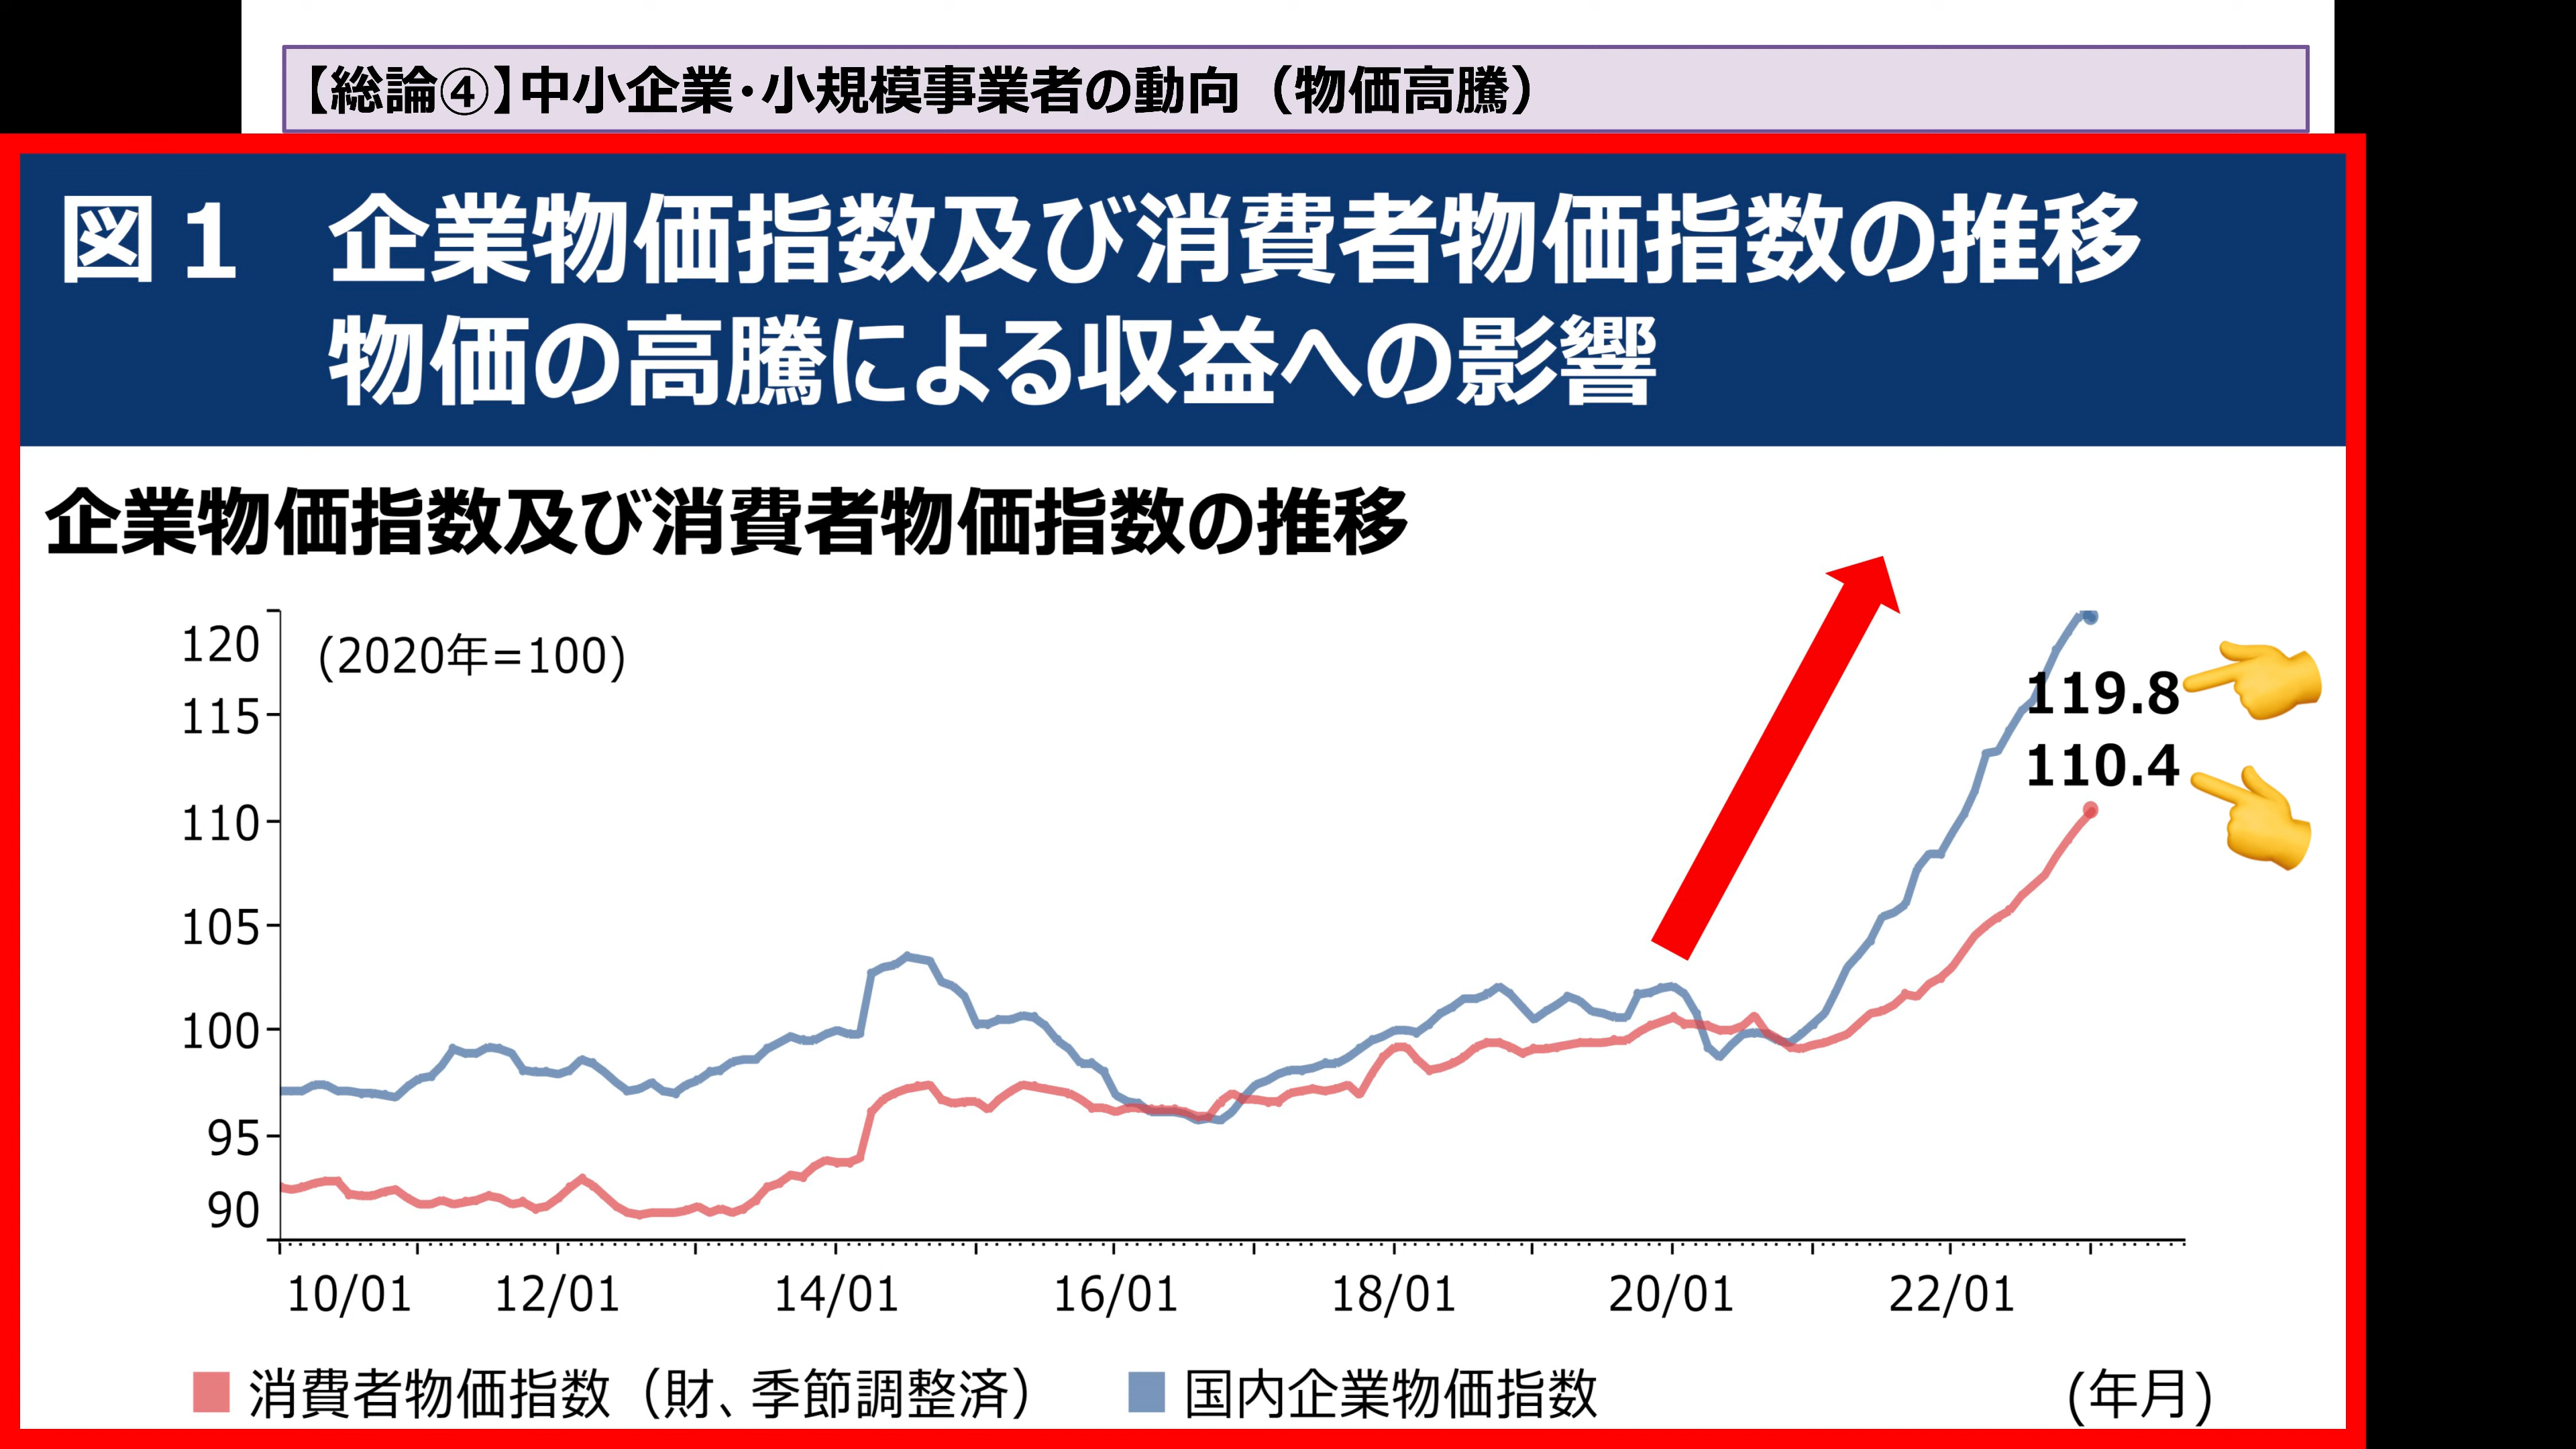 【総論④】中小企業・小規模事業者の動向（物価高騰）
図1　企業物価指数及び消費者物価指数の推移
物価の高騰による収益への影響
企業物価指数及び消費者物価指数の推移
(2020年=100)
120
115
110
105
100
95
90
119.8
110.4
10/01 12/01 14/01 16/01 18/01 20/01 22/01
消費者物価指数（財、季節調整済） 国内企業物価指数 (年月)